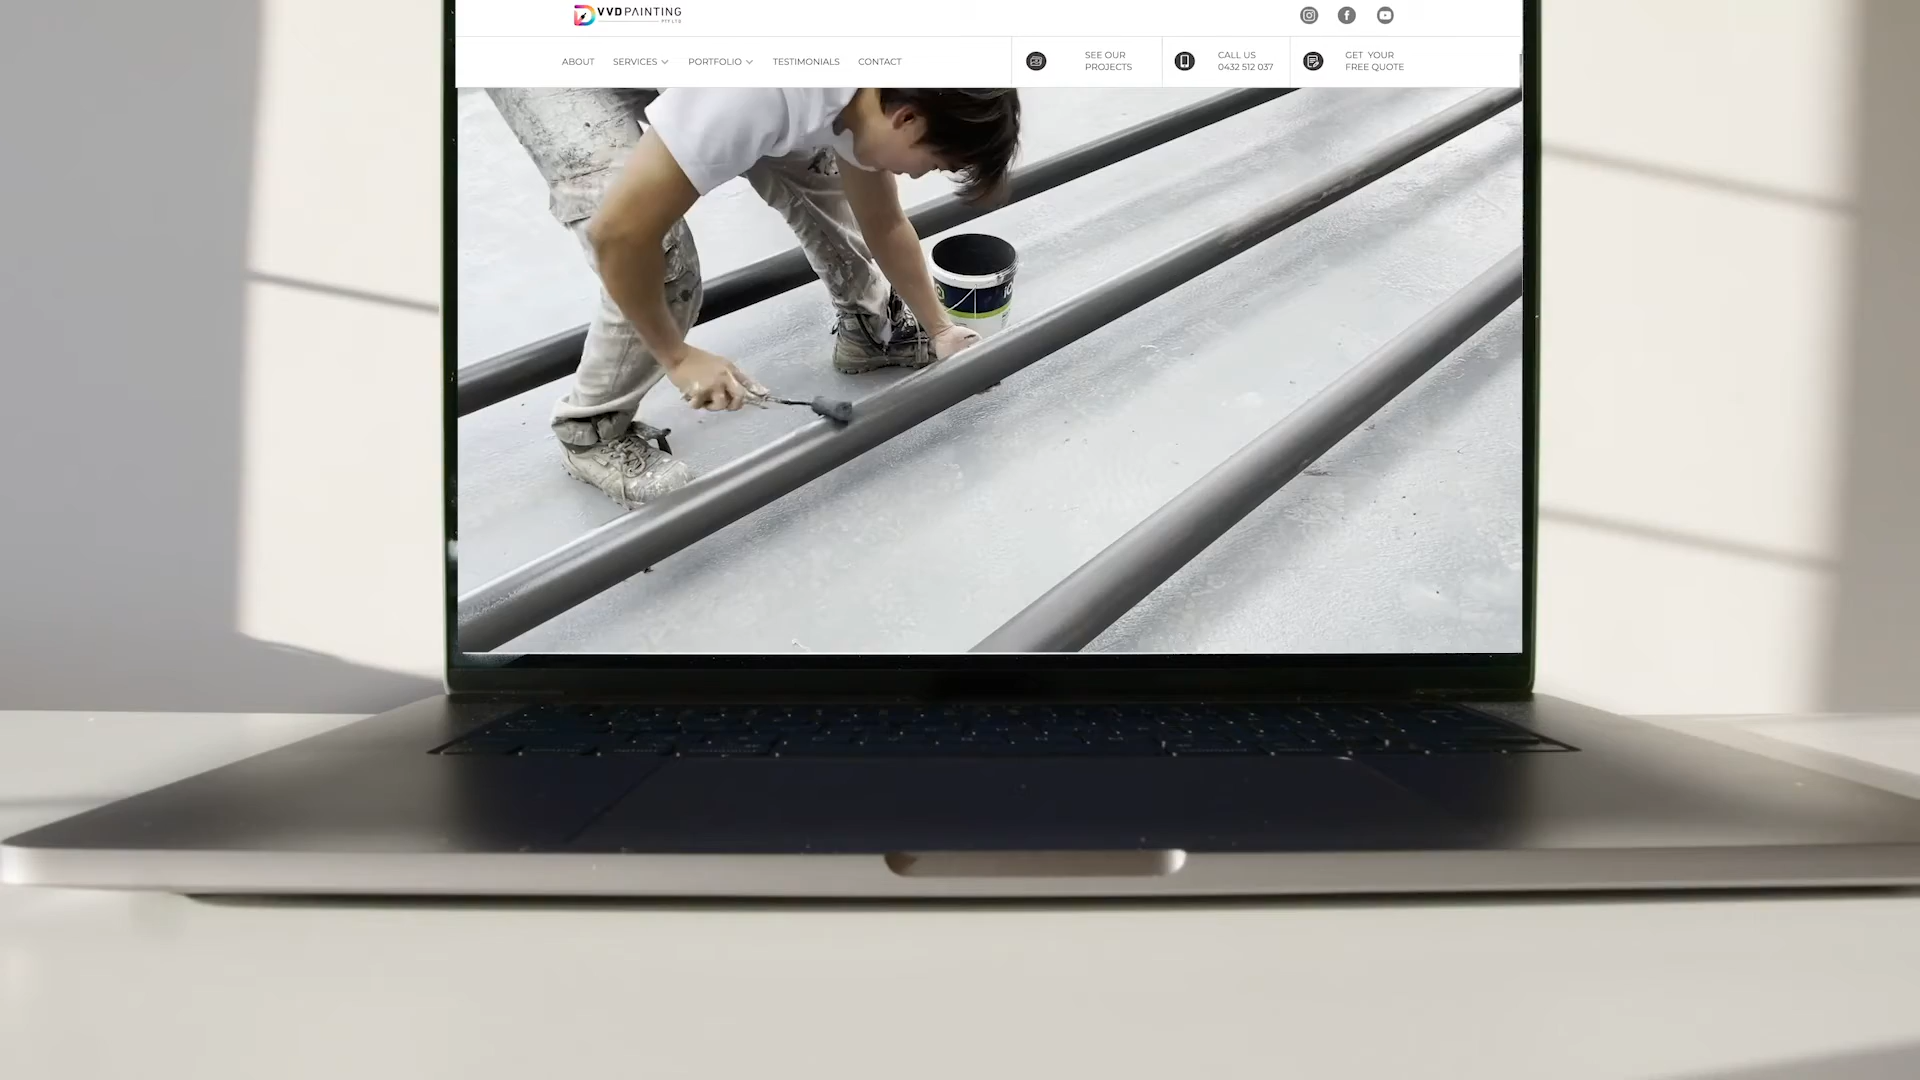 VVD PAINTING
PTY LTD
ABOUT SERVICES PORTFOLIO TESTIMONIALS CONTACT
SEE OUR
PROJECTS
CALL US
0432 512 037
GET YOUR
FREE QUOTE